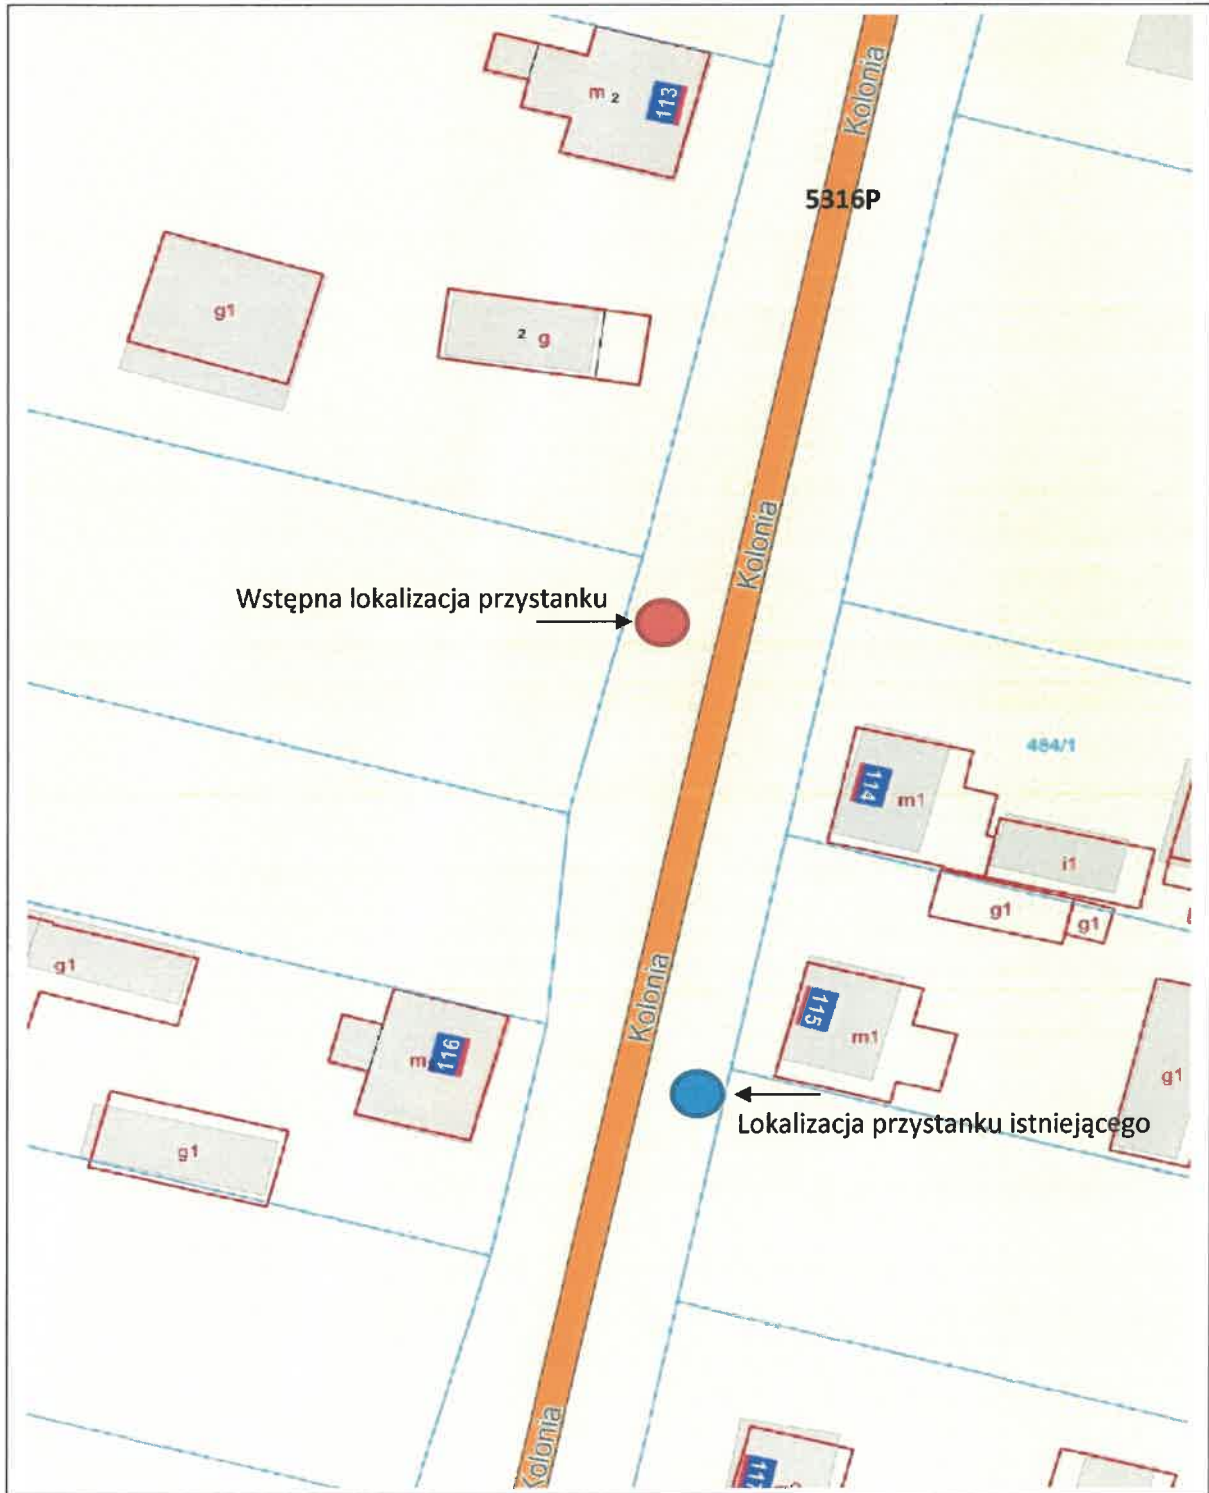 113
m 2
Kolonia
5316P
g1
2 g
Kolonia
Wstępna lokalizacja przystanku
484/1
114
m1
i1
g1
g1
g1
Kolonia
115
m1
116
m
g1
g1
Lokalizacja przystanku istniejącego
Kolonia